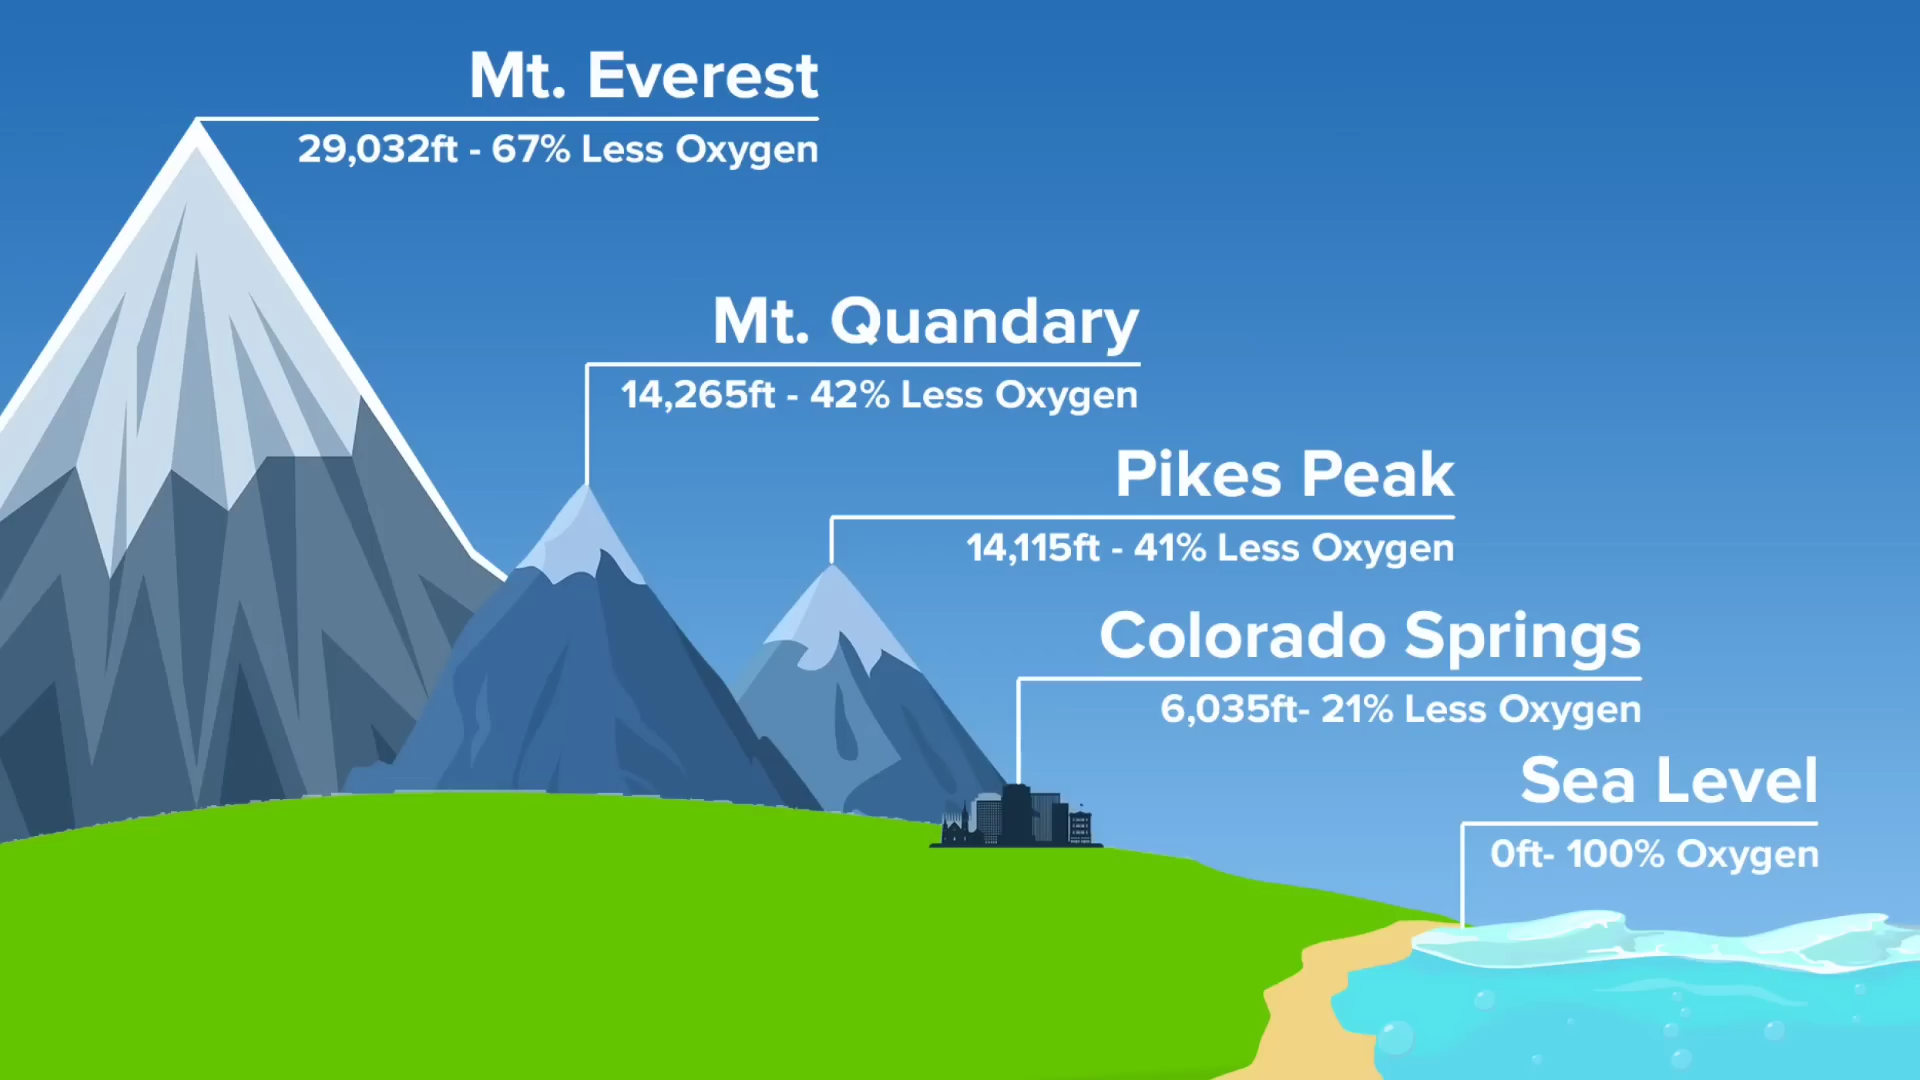 Mt. Everest
29,032ft - 67% Less Oxygen
Mt. Quandary
14,265ft - 42% Less Oxygen
Pikes Peak
14,115ft - 41% Less Oxygen
Colorado Springs
6,035ft- 21% Less Oxygen
Sea Level
0ft- 100% Oxygen